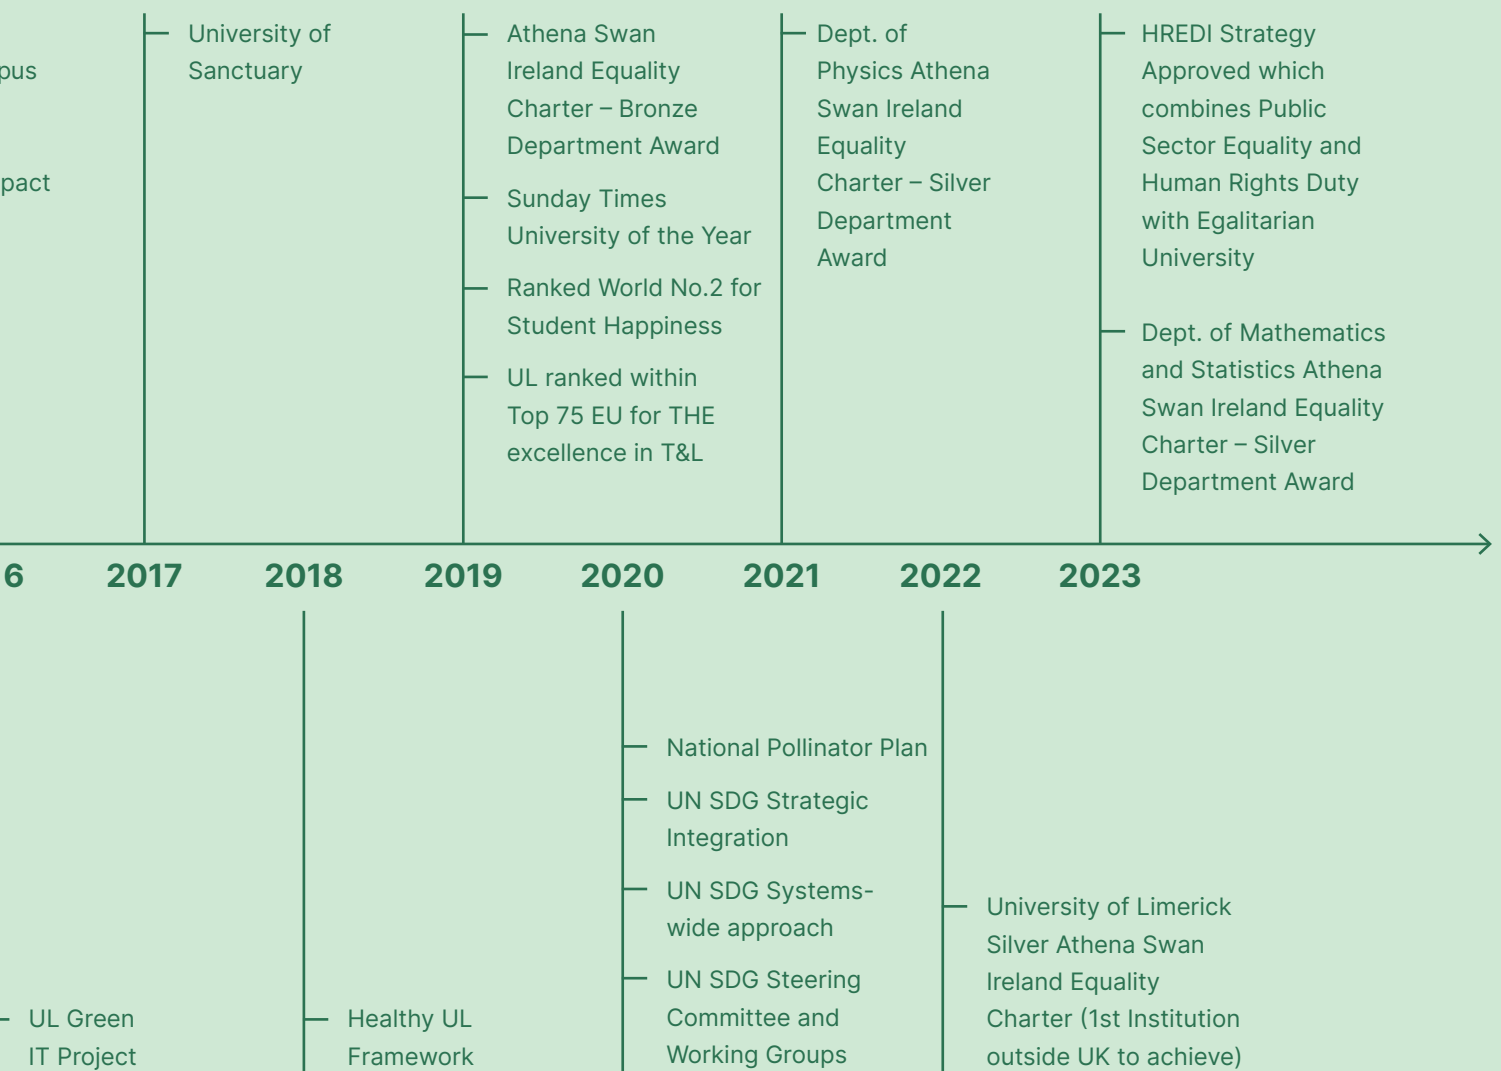 pus
pact
University of
Sanctuary
Athena Swan
Ireland Equality
Charter – Bronze
Department Award
Sunday Times
University of the Year
Ranked World No.2 for
Student Happiness
UL ranked within
Top 75 EU for THE
excellence in T&L
Dept. of
Physics Athena
Swan Ireland
Equality
Charter – Silver
Department
Award
HREDI Strategy
Approved which
combines Public
Sector Equality and
Human Rights Duty
with Egalitarian
University
Dept. of Mathematics
and Statistics Athena
Swan Ireland Equality
Charter – Silver
Department Award
6 2017 2018 2019 2020 2021 2022 2023
UL Green
IT Project
Healthy UL
Framework
National Pollinator Plan
UN SDG Strategic
Integration
UN SDG Systems-
wide approach
UN SDG Steering
Committee and
Working Groups
University of Limerick
Silver Athena Swan
Ireland Equality
Charter (1st Institution
outside UK to achieve)